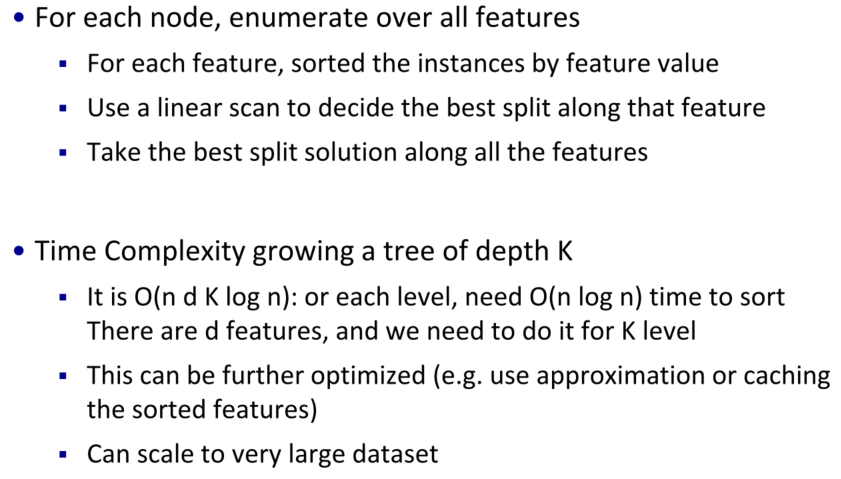 • For each node, enumerate over all features
▪ For each feature, sorted the instances by feature value
▪ Use a linear scan to decide the best split along that feature
▪ Take the best split solution along all the features
• Time Complexity growing a tree of depth K
▪ It is O(n d K log n): or each level, need O(n log n) time to sort
There are d features, and we need to do it for K level
▪ This can be further optimized (e.g. use approximation or caching
the sorted features)
▪ Can scale to very large dataset